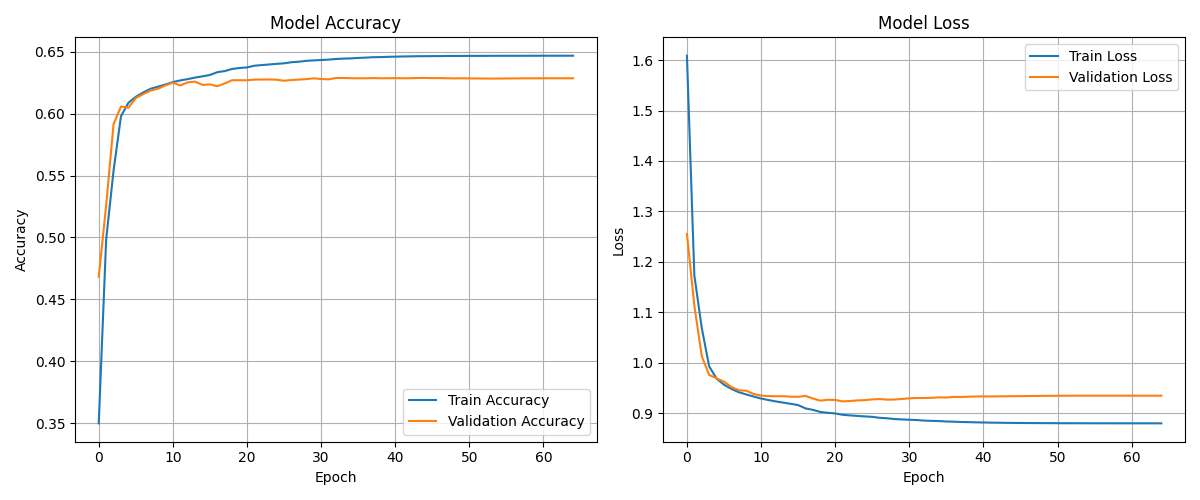 Model Accuracy
0.65
0.60
0.55
0.50
0.45
0.40
0.35
Accuracy
0 10 20 30 40 50 60
Epoch
Train Accuracy
Validation Accuracy
Model Loss
1.6
1.5
1.4
1.3
1.2
1.1
1.0
0.9
Loss
0 10 20 30 40 50 60
Epoch
Train Loss
Validation Loss